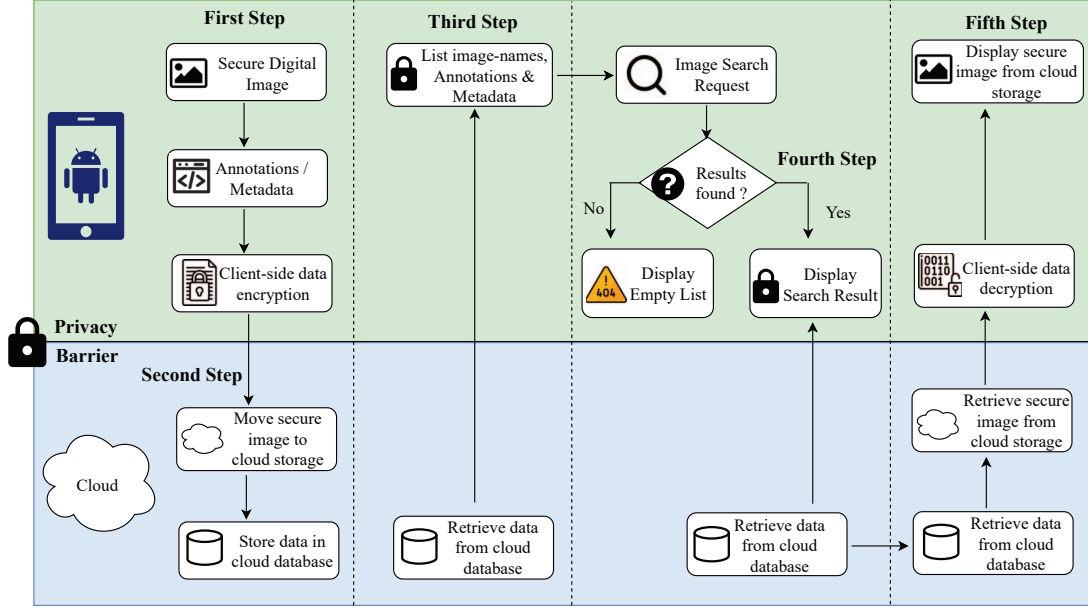 First Step
Secure Digital
Image
Annotations /
Metadata
Client-side data
encryption
Privacy
Barrier
Second Step
Move secure
image to
cloud storage
Cloud
Store data in
cloud database
Third Step
List image-names,
Annotations &
Metadata
Retrieve data
from cloud
database
Image Search
Request
Fourth Step
Results
found ?
No
Yes
404
Display
Empty List
Display
Search Result
Retrieve data
from cloud
database
Fifth Step
Display secure
image from cloud
storage
0011
0110
001
Client-side data
decryption
Retrieve secure
image from
cloud storage
Retrieve data
from cloud
database